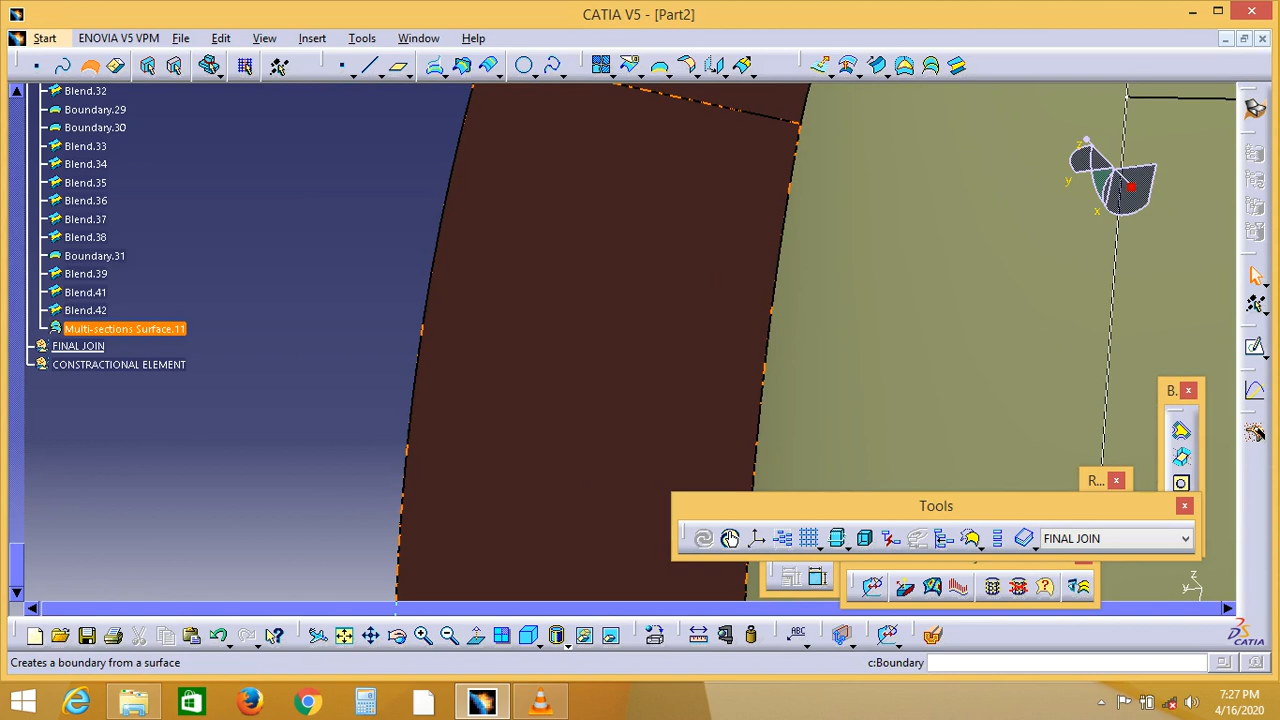 CATIA V5 - [Part2]
Start
ENOVIA V5 VPM
File
Edit
View
Insert
Tools
Window
Help
Blend.32
Boundary.29
Boundary.30
Blend.33
Blend.34
Blend.35
Blend.36
Blend.37
Blend.38
Boundary.31
Blend.39
Blend.41
Blend.42
Multi-sections Surface.11
FINAL JOIN
CONSTRACTIONAL ELEMENT
z
y
x
B.
R...
Tools
FINAL JOIN
z
y
x
ABC
CATIA
Creates a boundary from a surface
c:Boundary
7:27 PM
4/16/2020